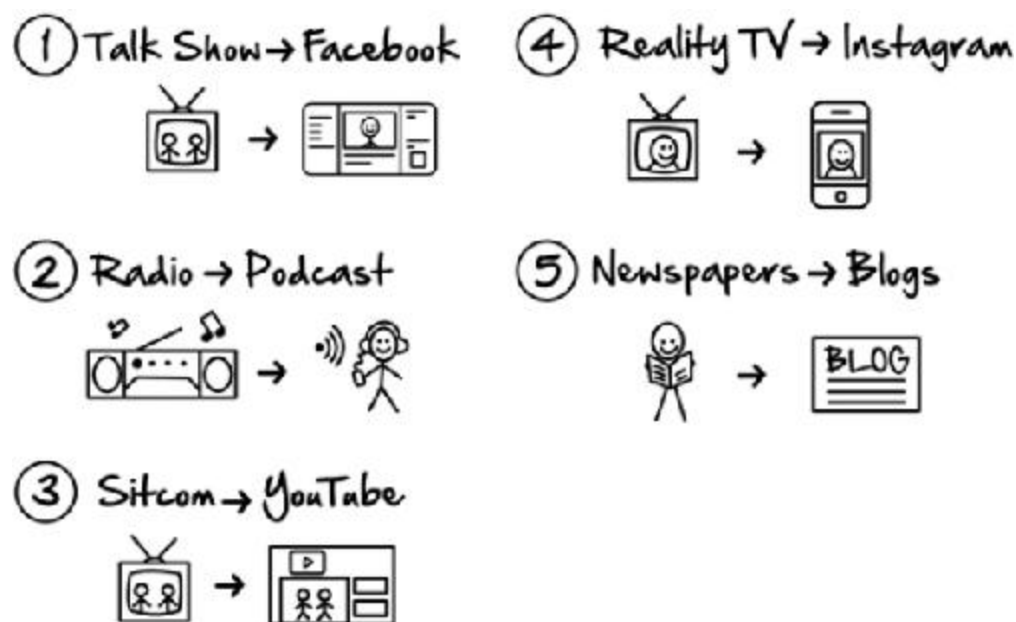 1 Talk Show → Facebook
2 Radio → Podcast
3 Sitcom → YouTube
4 Reality TV → Instagram
5 Newspapers → Blogs
BLOG